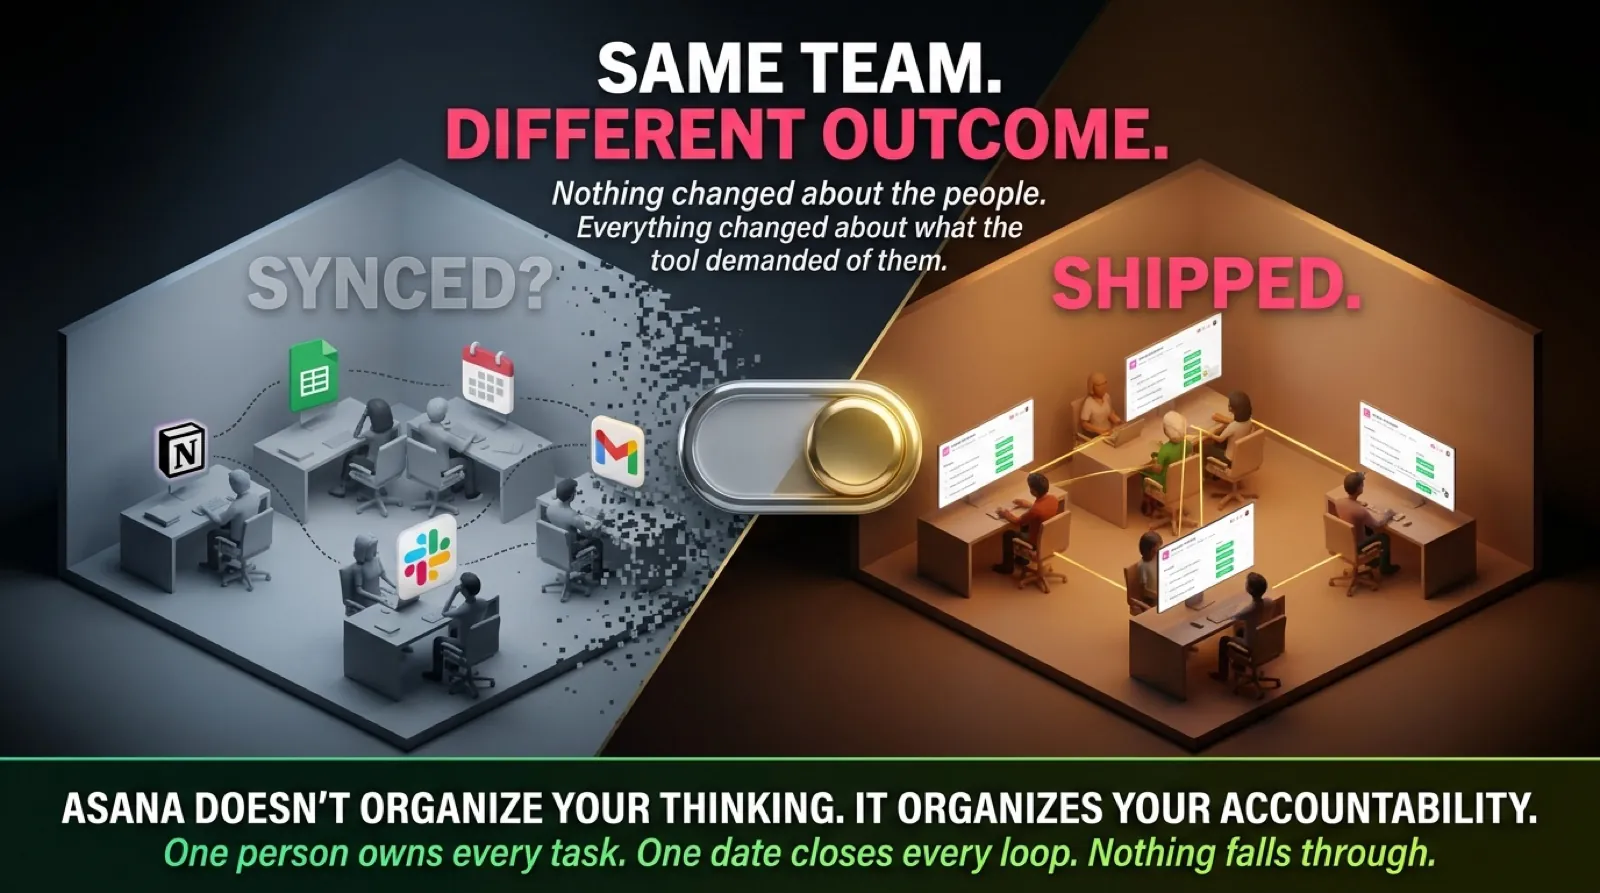 SAME TEAM.
DIFFERENT OUTCOME.
Nothing changed about the people.
Everything changed about what the
tool demanded of them.
SYNCED?
SHIPPED.
N
ASANA DOESN'T ORGANIZE YOUR THINKING. IT ORGANIZES YOUR ACCOUNTABILITY.
One person owns every task. One date closes every loop. Nothing falls through.